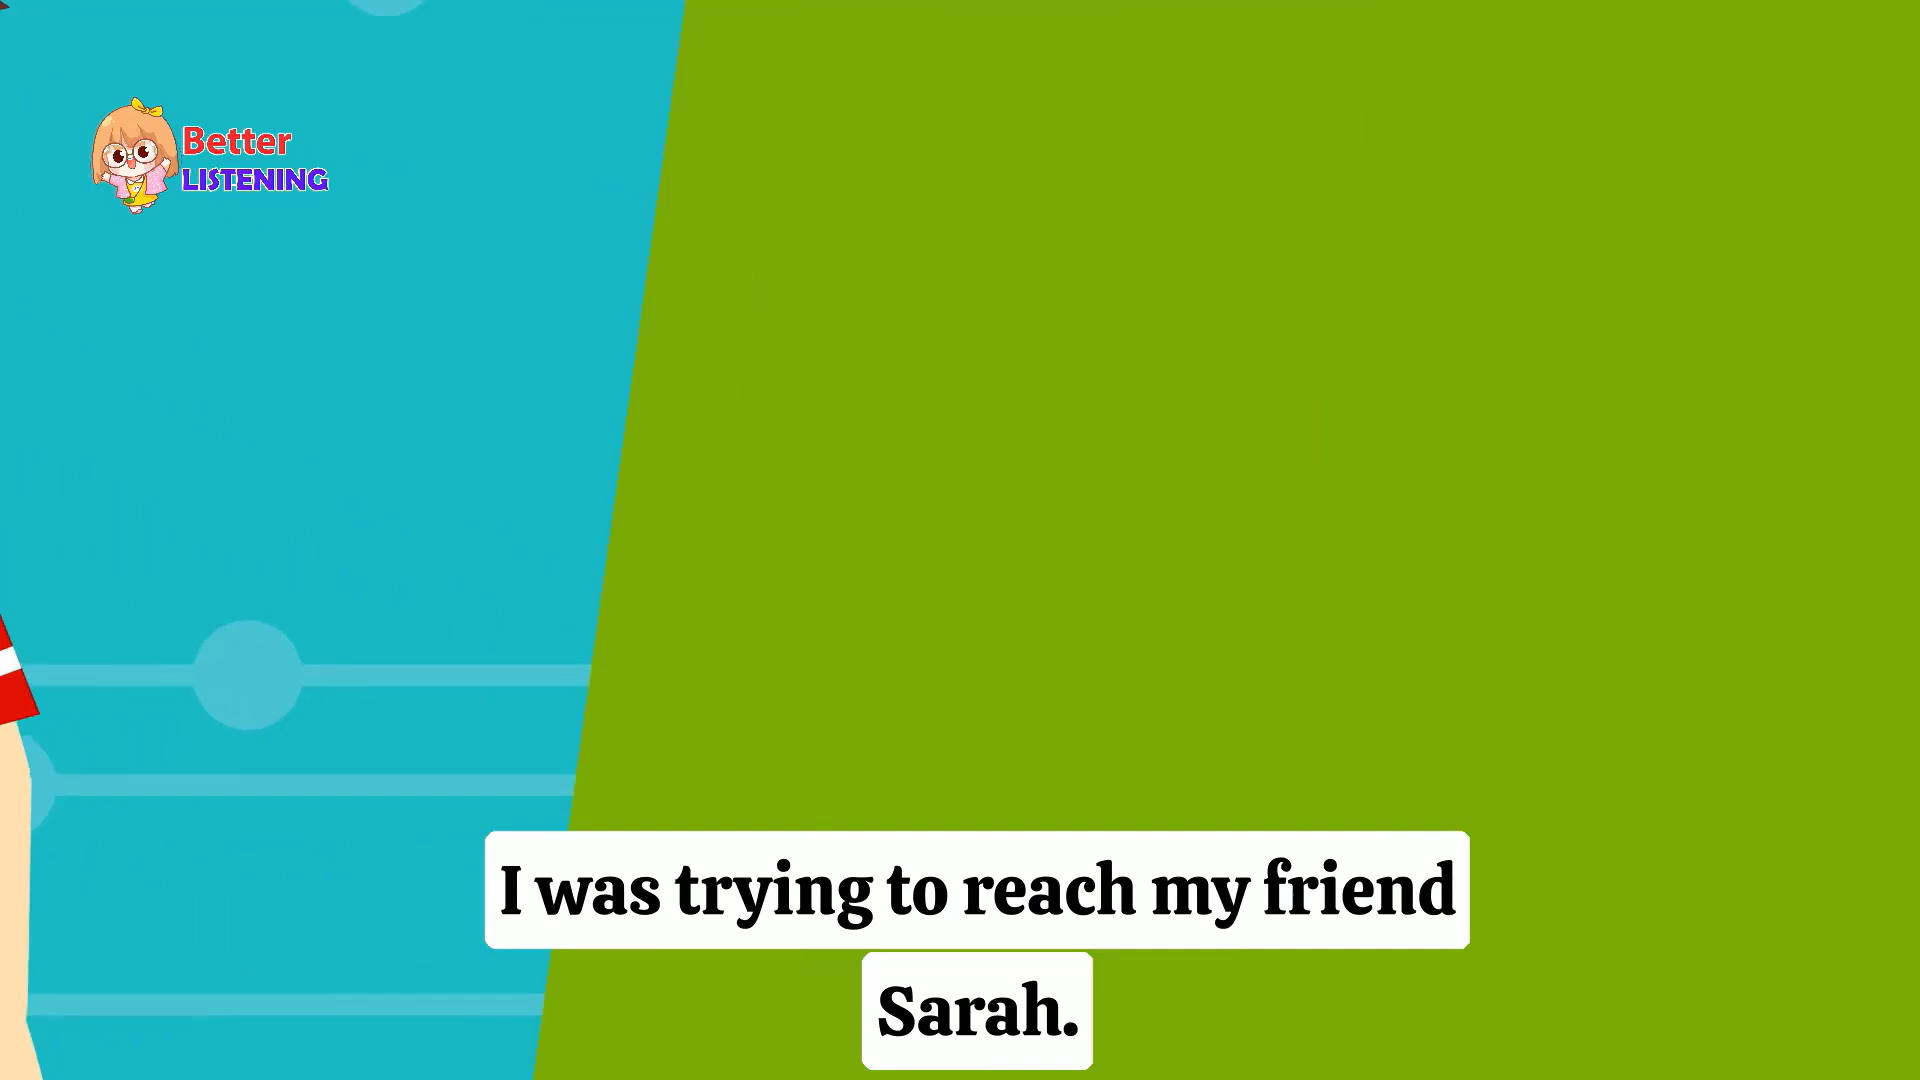 Better
LISTENING
I was trying to reach my friend
Sarah.